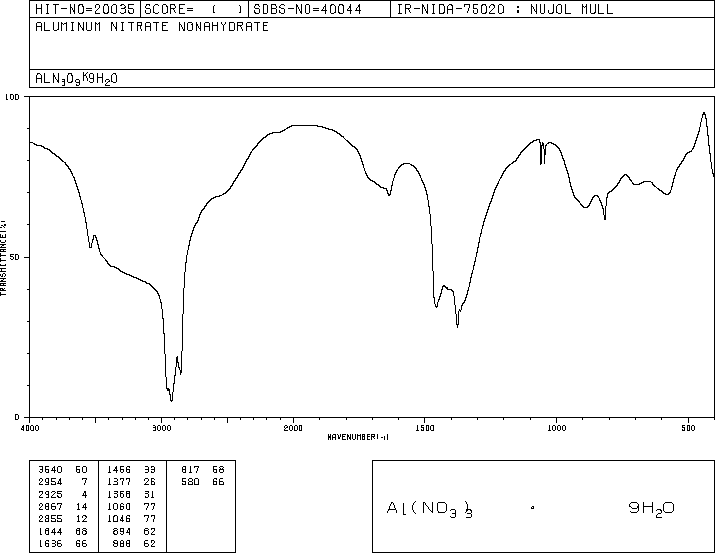 HIT-NO=20035 SCORE= ( ) SDBS-NO=40044 IR-NIDA-75020 : NUJOL MULL
ALUMINUM NITRATE NONAHYDRATE
ALN3O9*9H2O
100
50
0
TRANSMITTANCE(%)
4000 3000 2000 1500 1000 500
WAVENUMBER(-1)
3540 50 1456 33 817 58
2954 7 1377 26 580 66
2925 4 1368 31
2867 14 1060 77
2855 12 1046 77
1644 68 894 62
1636 66 888 62
Al(NO3)3 · 9H2O